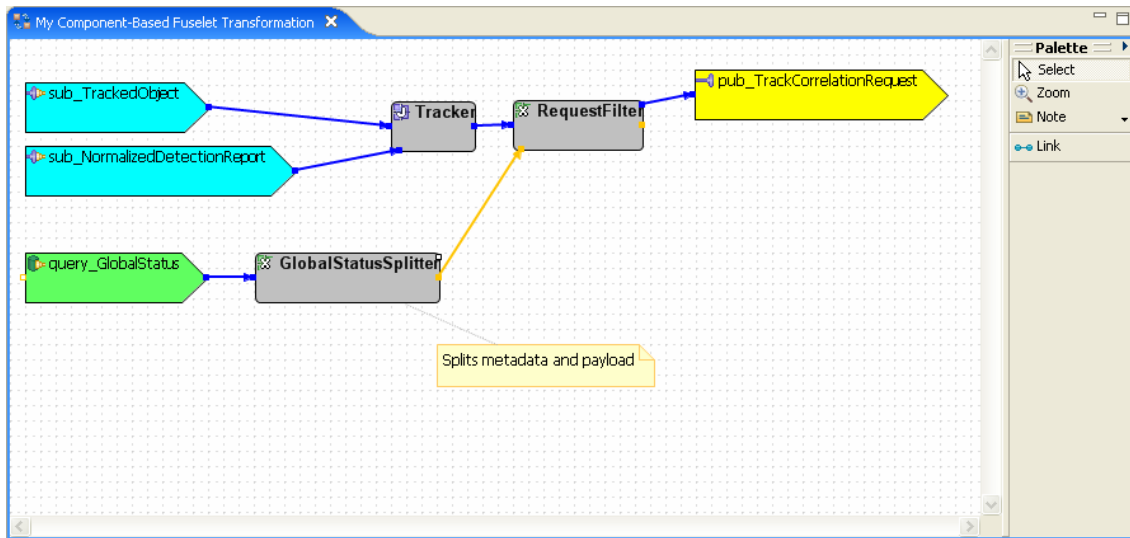 My Component-Based Fuselet Transformation
Palette
Select
Zoom
Note
Link
sub_TrackedObject
Tracker
RequestFilter
pub_TrackCorrelationRequest
sub_NormalizedDetectionReport
query_GlobalStatus
GlobalStatusSplitter
Splits metadata and payload